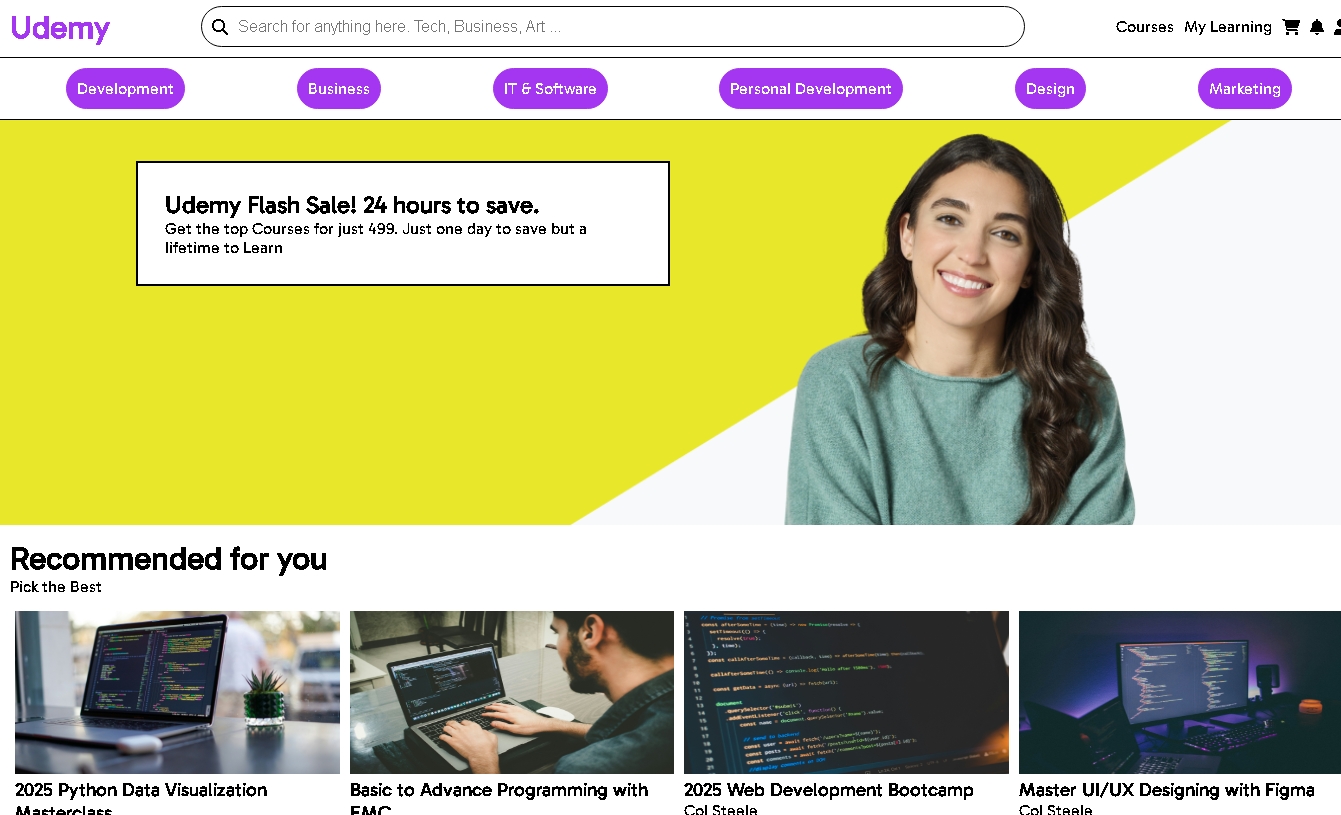 Udemy
Search for anything here. Tech, Business, Art ...
Courses
My Learning
Development
Business
IT & Software
Personal Development
Design
Marketing
Udemy Flash Sale! 24 hours to save.
Get the top Courses for just 499. Just one day to save but a
lifetime to Learn
Recommended for you
Pick the Best
2025 Python Data Visualization
Masterclass
Basic to Advance Programming with
EMC
2025 Web Development Bootcamp
Col Steele
Master UI/UX Designing with Figma
Col Steele